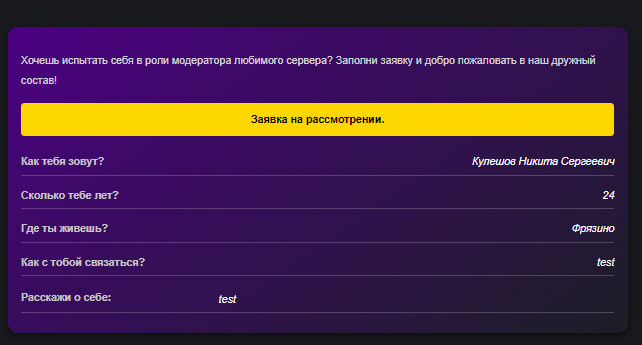 Хочешь испытать себя в роли модератора любимого сервера? Заполни заявку и добро пожаловать в наш дружный
состав!
Заявка на рассмотрении.
Как тебя зовут? Кулешов Никита Сергеевич
Сколько тебе лет? 24
Где ты живешь? Фрязино
Как с тобой связаться? test
Расскажи о себе: test